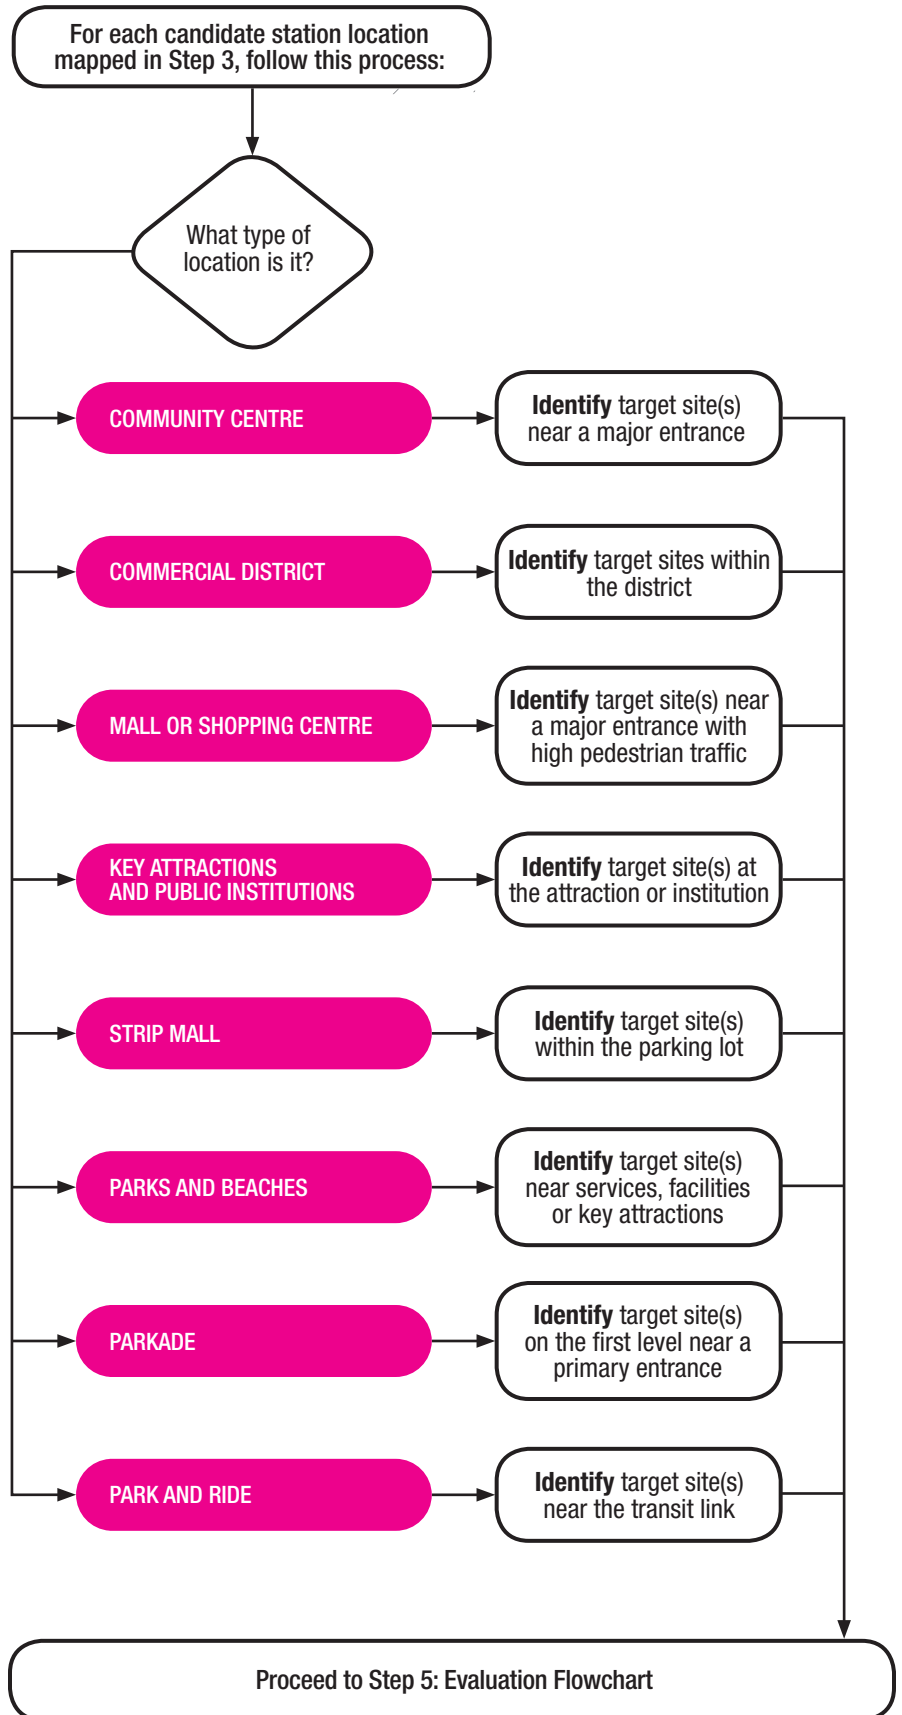 For each candidate station location
mapped in Step 3, follow this process:
What type of
location is it?
COMMUNITY CENTRE
Identify target site(s)
near a major entrance
COMMERCIAL DISTRICT
Identify target sites within
the district
MALL OR SHOPPING CENTRE
Identify target site(s) near
a major entrance with
high pedestrian traffic
KEY ATTRACTIONS
AND PUBLIC INSTITUTIONS
Identify target site(s) at
the attraction or institution
STRIP MALL
Identify target site(s)
within the parking lot
PARKS AND BEACHES
Identify target site(s)
near services, facilities
or key attractions
PARKADE
Identify target site(s)
on the first level near a
primary entrance
PARK AND RIDE
Identify target site(s)
near the transit link
Proceed to Step 5: Evaluation Flowchart